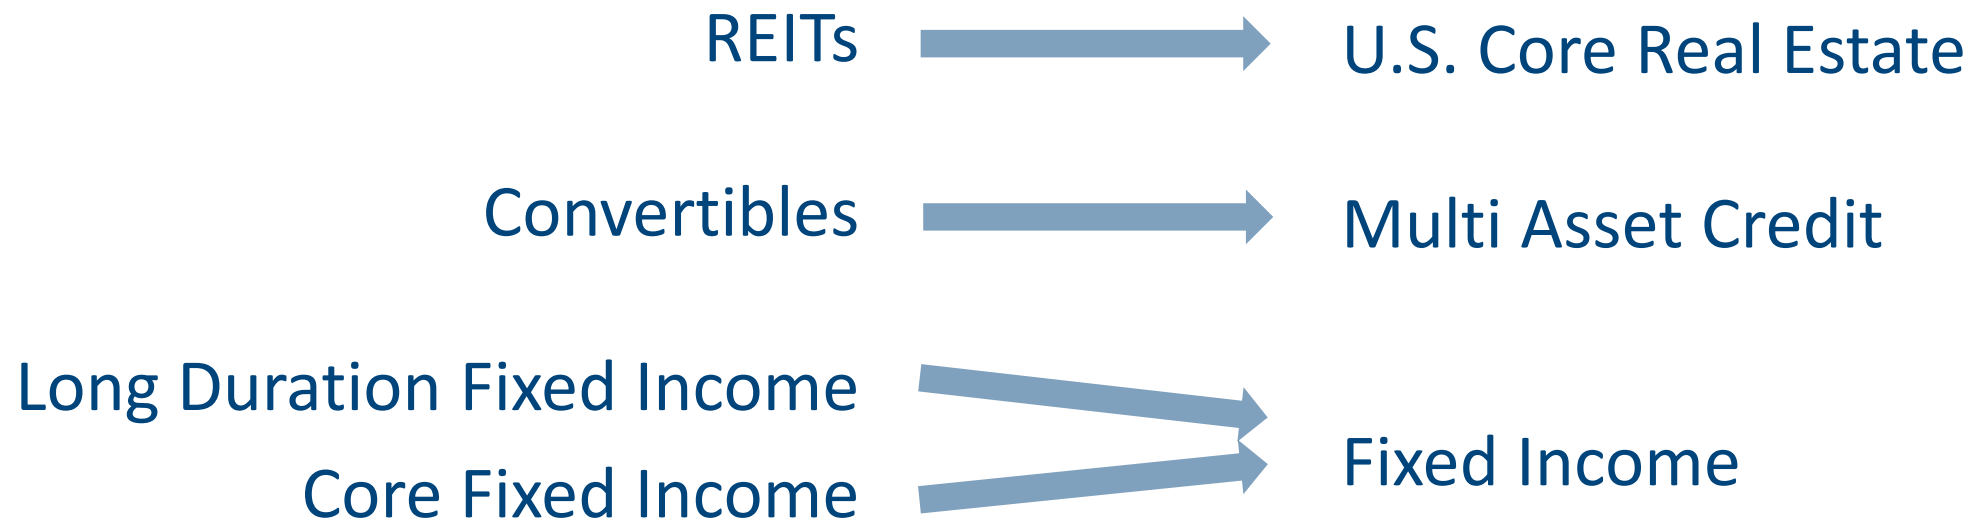 REITs
U.S. Core Real Estate
Convertibles
Multi Asset Credit
Long Duration Fixed Income
Core Fixed Income
Fixed Income